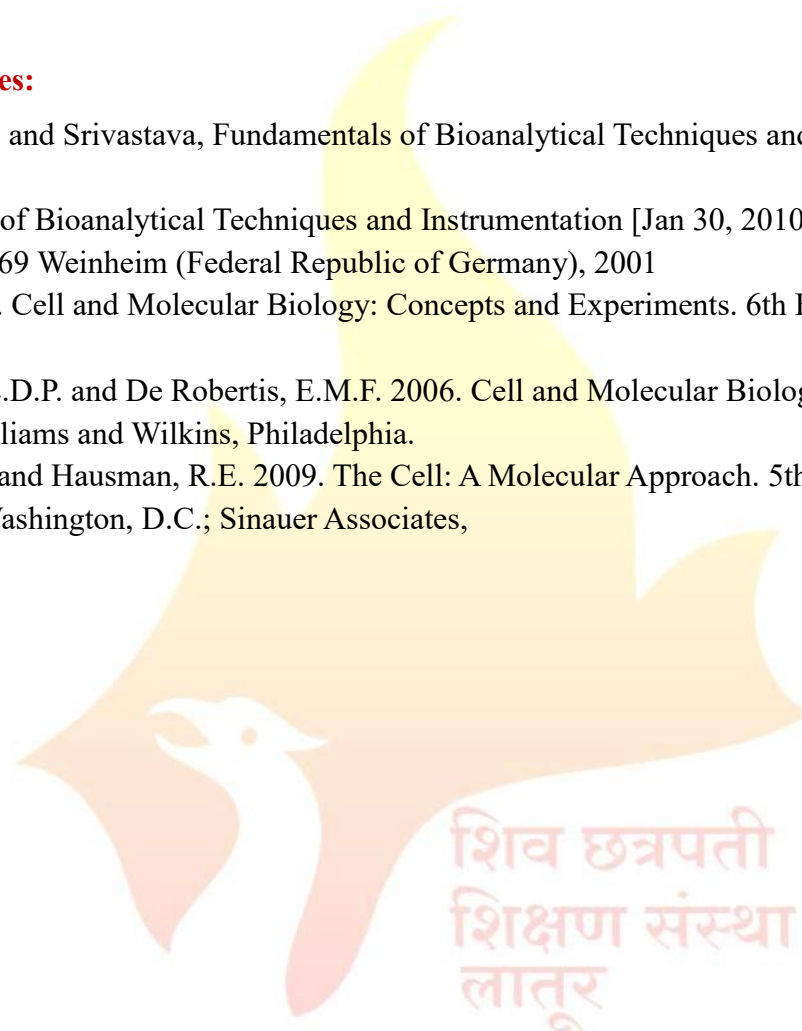 es:
and Srivastava, Fundamentals of Bioanalytical Techniques and
of Bioanalytical Techniques and Instrumentation [Jan 30, 2010
69 Weinheim (Federal Republic of Germany), 2001
. Cell and Molecular Biology: Concepts and Experiments. 6th
.D.P. and De Robertis, E.M.F. 2006. Cell and Molecular Biolog
liams and Wilkins, Philadelphia.
and Hausman, R.E. 2009. The Cell: A Molecular Approach. 5th
ashington, D.C.; Sinauer Associates,
शिव छत्रपती
शिक्षण संस्था
लातूर